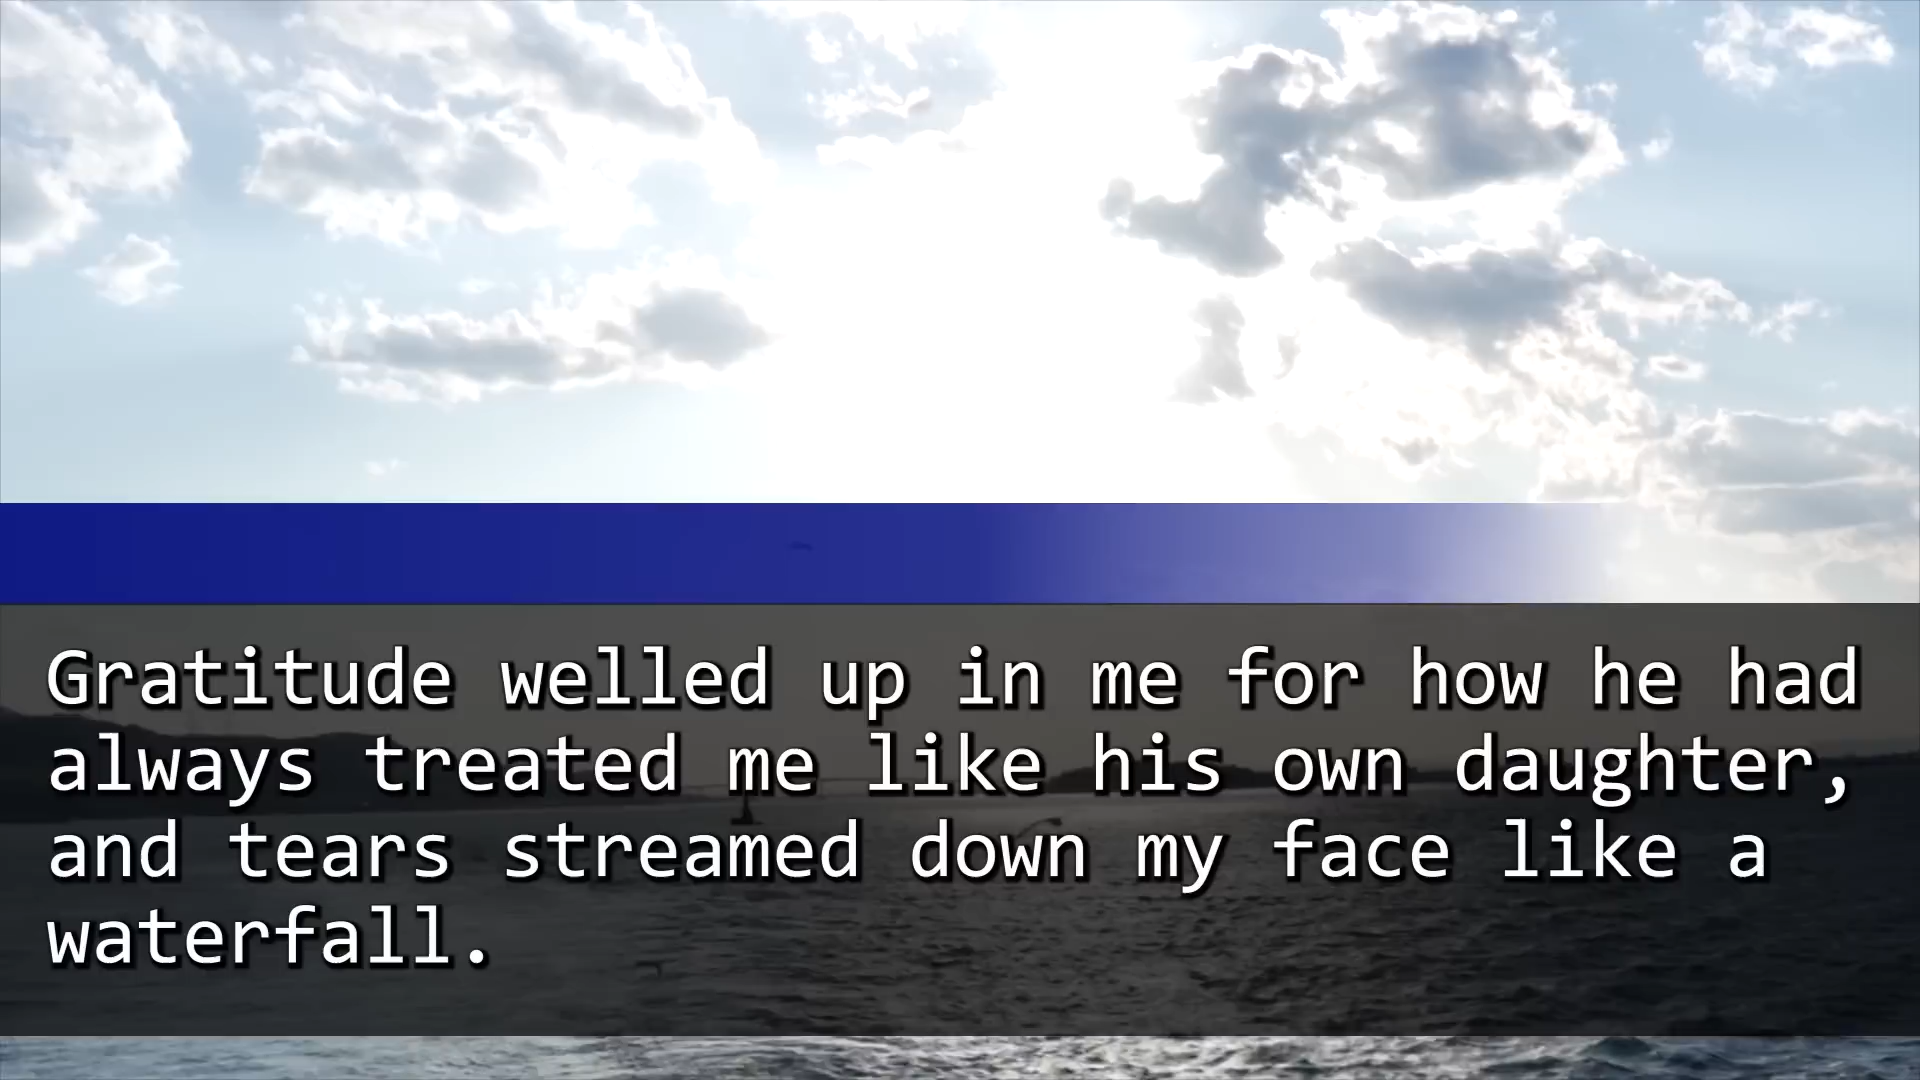 Gratitude welled up in me for how he had
always treated me like his own daughter,
and tears streamed down my face like a
waterfall.